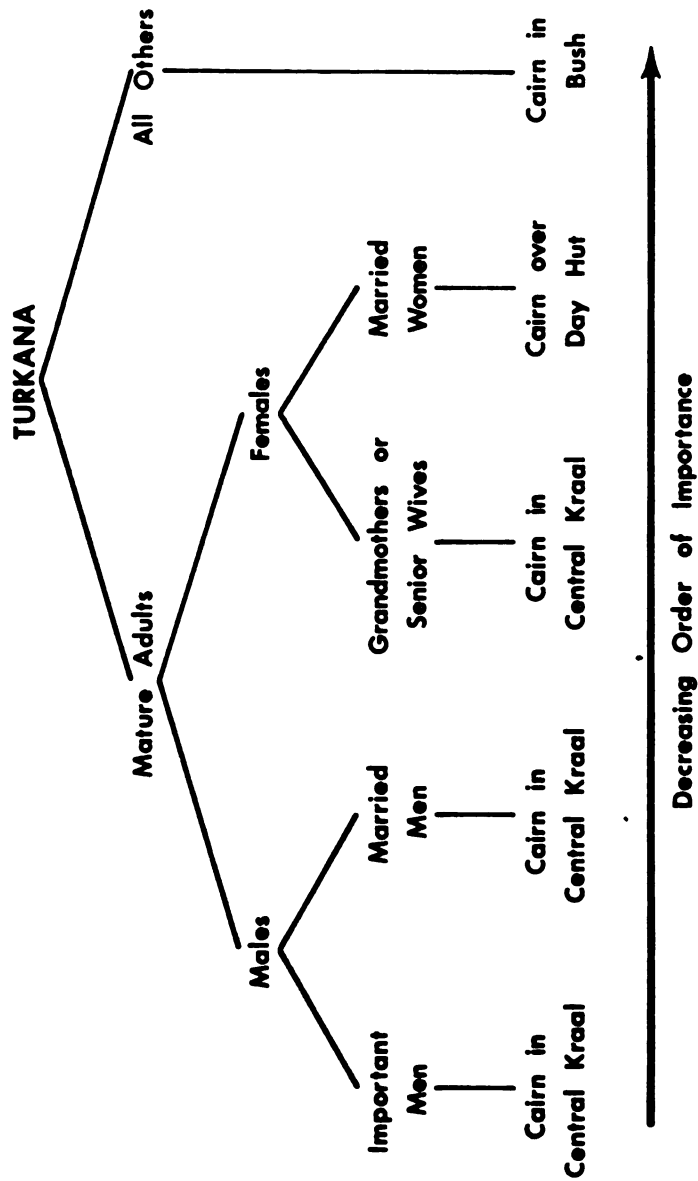 TURKANA
Mature Adults
All Others
Males
Females
Important
Men
Married
Men
Grandmothers or
Senior Wives
Married
Women
Cairn in
Central Kraal
Cairn in
Central Kraal
Cairn in
Central Kraal
Cairn over
Day Hut
Cairn in
Bush
Decreasing Order of Importance